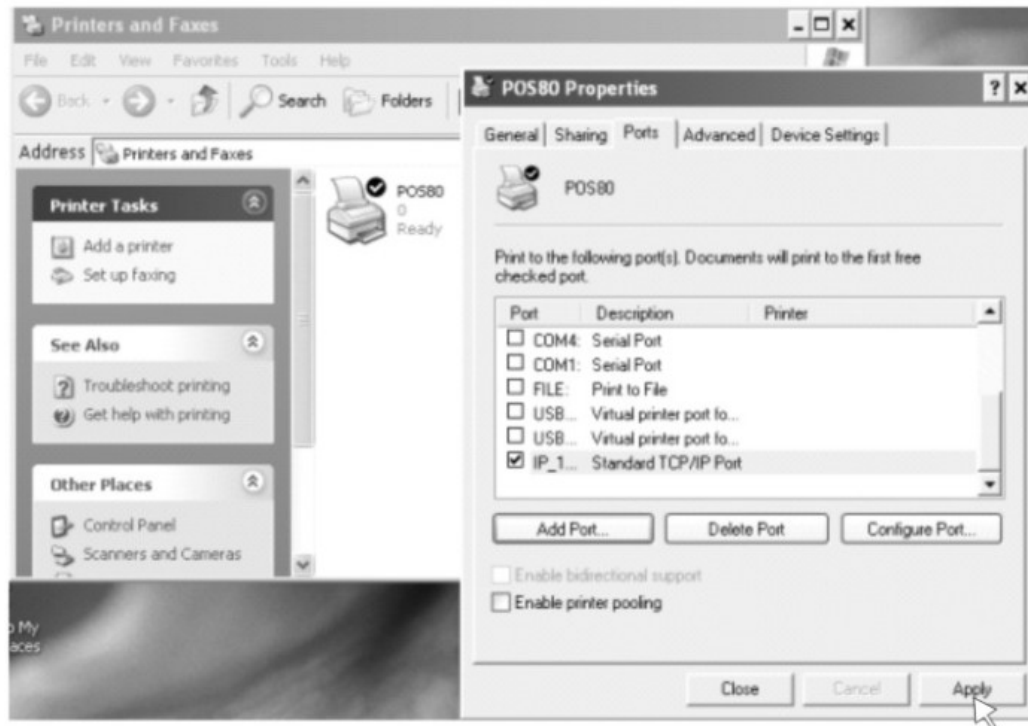 Printers and Faxes
File Edit View Favorites Tools Help
Back Search Folders
Address Printers and Faxes
Printer Tasks
Add a printer
Set up faxing
See Also
Troubleshoot printing
Get help with printing
Other Places
Control Panel
Scanners and Cameras
POS80
0
Ready
My
aces
POS80 Properties
General Sharing Ports Advanced Device Settings
POS80
Print to the following port(s). Documents will print to the first free
checked port.
Port Description Printer
COM4: Serial Port
COM1: Serial Port
FILE: Print to File
USB... Virtual printer port fo...
USB... Virtual printer port fo...
IP_1... Standard TCP/IP Port
Add Port... Delete Port Configure Port...
Enable bidirectional support
Enable printer pooling
Close Cancel Apply